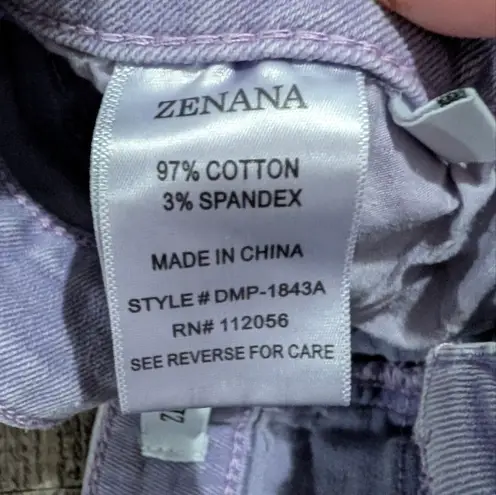 ZENANA
97% COTTON
3% SPANDEX
MADE IN CHINA
STYLE # DMP-1843A
RN# 112056
SEE REVERSE FOR CARE